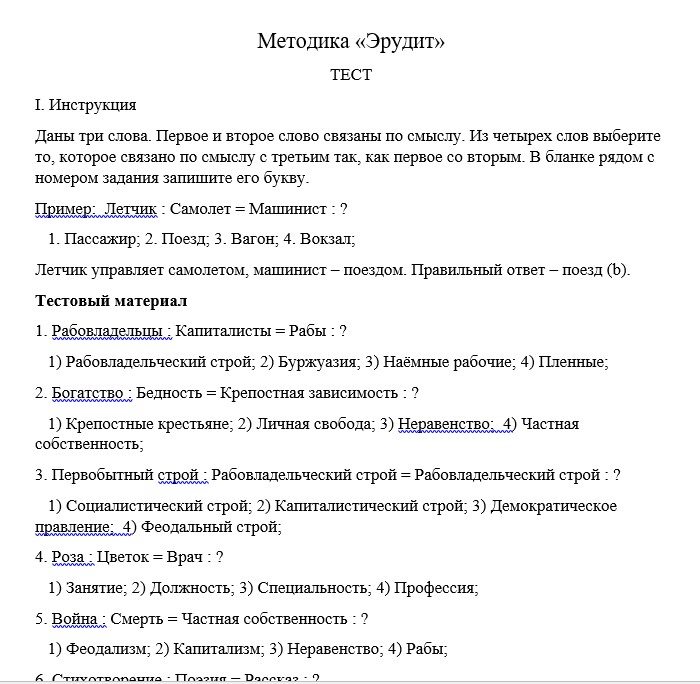 Методика «Эрудит»
ТЕСТ
I. Инструкция
Даны три слова. Первое и второе слово связаны по смыслу. Из четырех слов выберите
то, которое связано по смыслу с третьим так, как первое со вторым. В бланке рядом с
номером задания запишите его букву.
Пример:  Летчик : Самолет = Машинист : ?
1. Пассажир; 2. Поезд; 3. Вагон; 4. Вокзал;
Летчик управляет самолетом, машинист – поездом. Правильный ответ – поезд (b).
Тестовый материал
1. Рабовладельцы : Капиталисты = Рабы : ?
1) Рабовладельческий строй; 2) Буржуазия; 3) Наёмные рабочие; 4) Пленные;
2. Богатство : Бедность = Крепостная зависимость : ?
1) Крепостные крестьяне; 2) Личная свобода; 3) Неравенство;  4) Частная
собственность;
3. Первобытный строй : Рабовладельческий строй = Рабовладельческий строй : ?
1) Социалистический строй; 2) Капиталистический строй; 3) Демократическое
правление;  4) Феодальный строй;
4. Роза : Цветок = Врач : ?
1) Занятие; 2) Должность; 3) Специальность; 4) Профессия;
5. Война : Смерть = Частная собственность : ?
1) Феодализм; 2) Капитализм; 3) Неравенство; 4) Рабы;
6. Стихотворение : Поэзия = Рассказ : ?